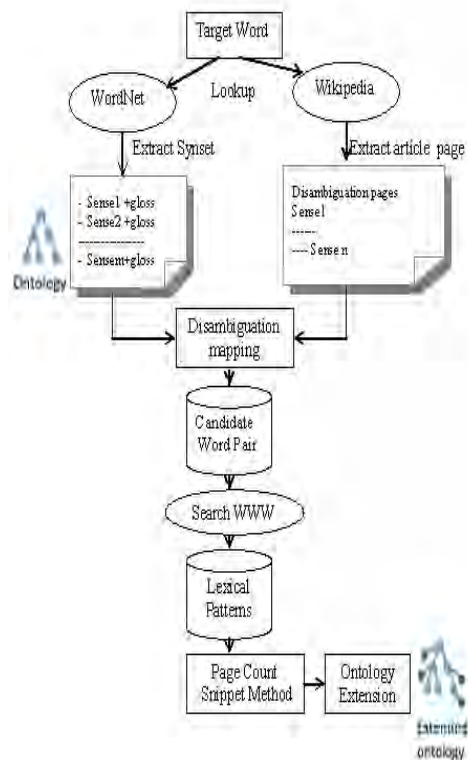 Target Word
WordNet
Lookup
Wikipedia
Extract Synset
Extract article page
- Sense1 +gloss
- Sense2 +gloss
-----------------
- Sensem+gloss
Disambiguation pages
Sense1
------
---- Sense n
Ontology
Disambiguation
mapping
Candidate
Word Pair
Search WWW
Lexical
Patterns
Page Count
Snippet Method
Ontology
Extension
Extended
ontology